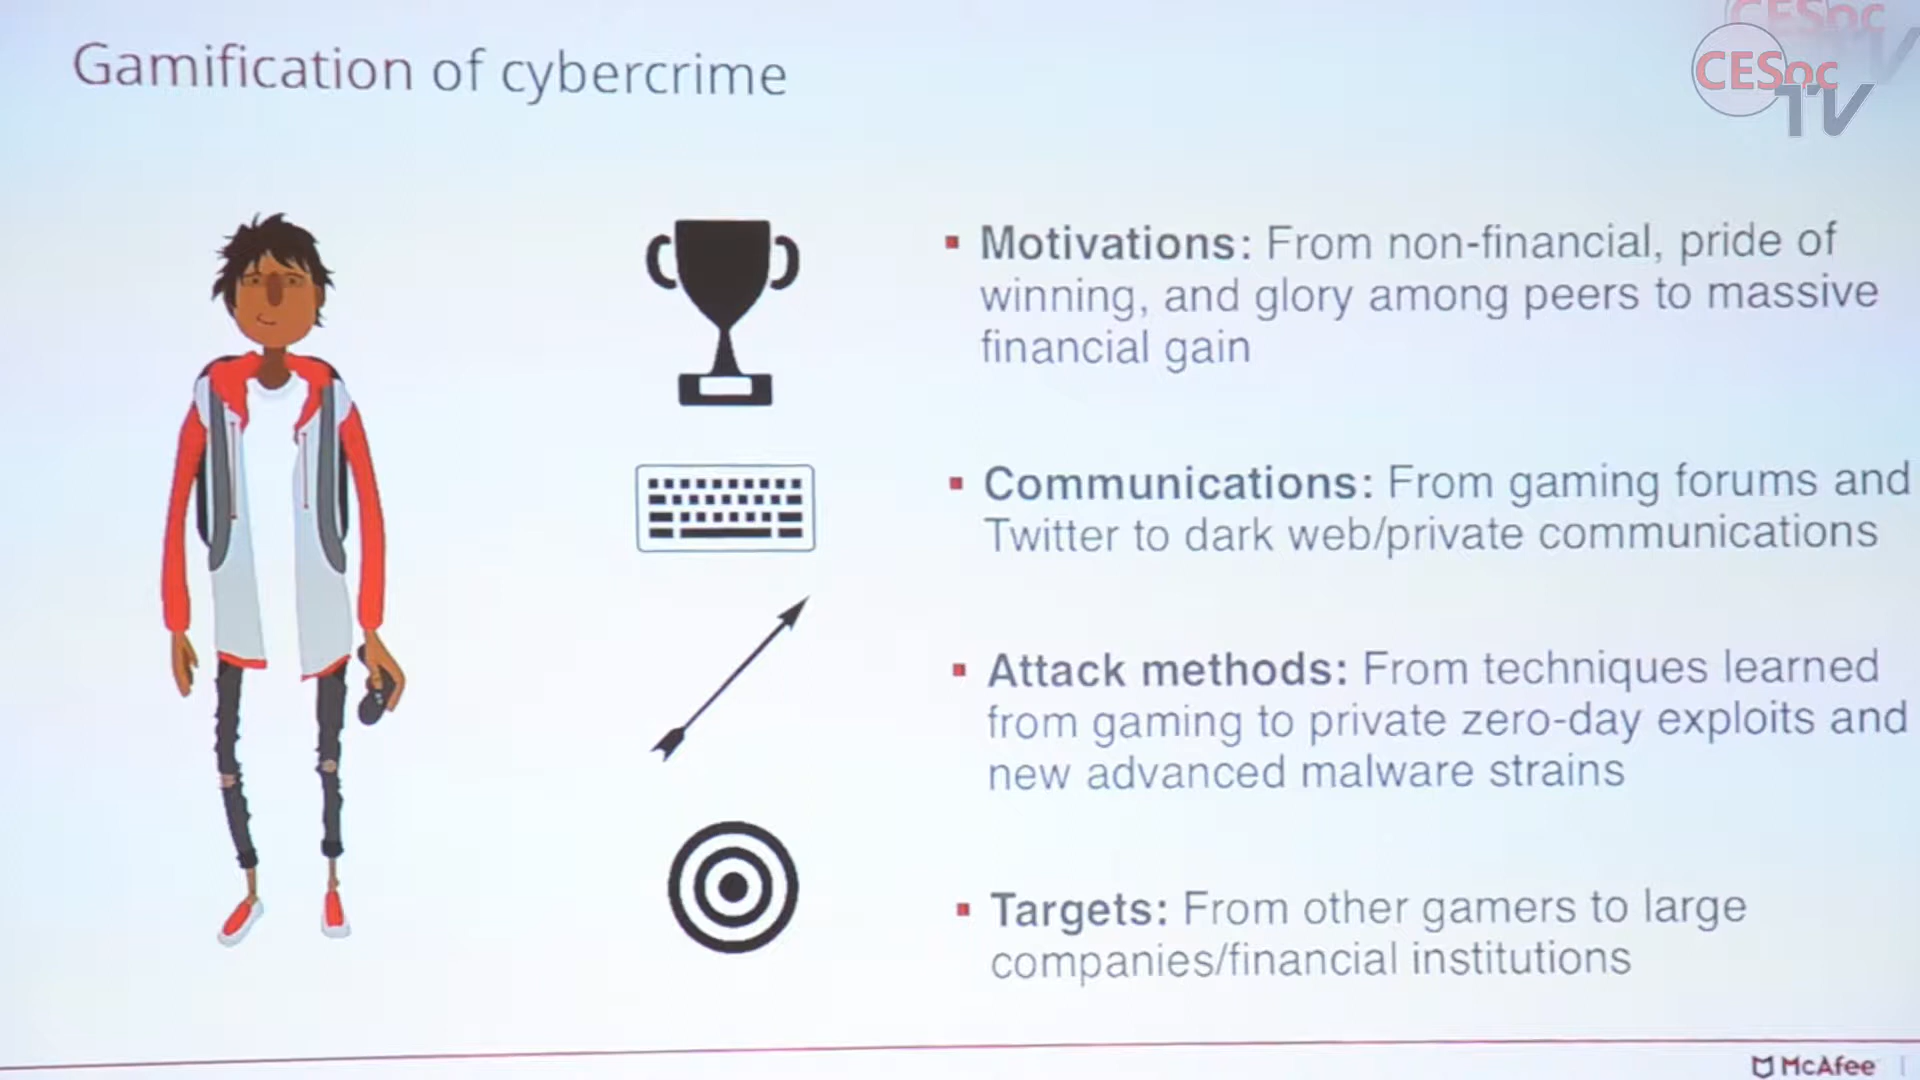 Gamification of cybercrime
CESoc
TV
CESoc
TV
▪ Motivations: From non-financial, pride of
winning, and glory among peers to massive
financial gain
▪ Communications: From gaming forums and
Twitter to dark web/private communications
▪ Attack methods: From techniques learned
from gaming to private zero-day exploits and
new advanced malware strains
▪ Targets: From other gamers to large
companies/financial institutions
McAfee